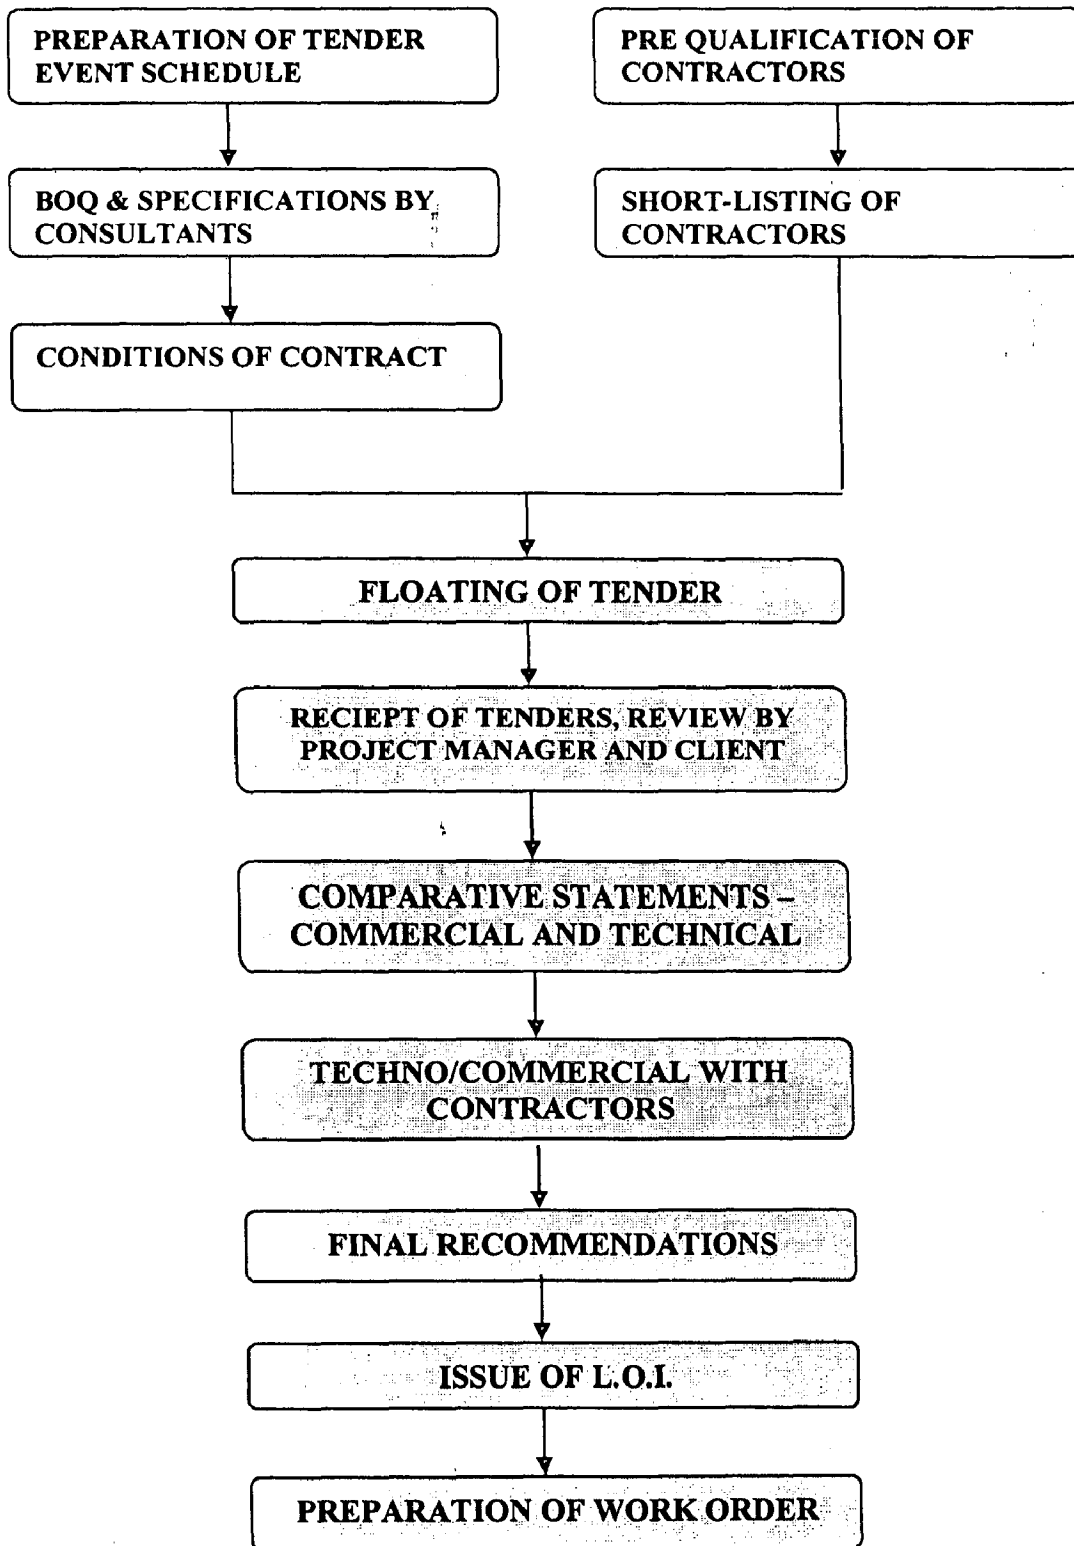 PREPARATION OF TENDER
EVENT SCHEDULE
PRE QUALIFICATION OF
CONTRACTORS
BOQ & SPECIFICATIONS BY
CONSULTANTS
SHORT-LISTING OF
CONTRACTORS
CONDITIONS OF CONTRACT
FLOATING OF TENDER
RECIEPT OF TENDERS, REVIEW BY
PROJECT MANAGER AND CLIENT
COMPARATIVE STATEMENTS –
COMMERCIAL AND TECHNICAL
TECHNO/COMMERCIAL WITH
CONTRACTORS
FINAL RECOMMENDATIONS
ISSUE OF L.O.I.
PREPARATION OF WORK ORDER